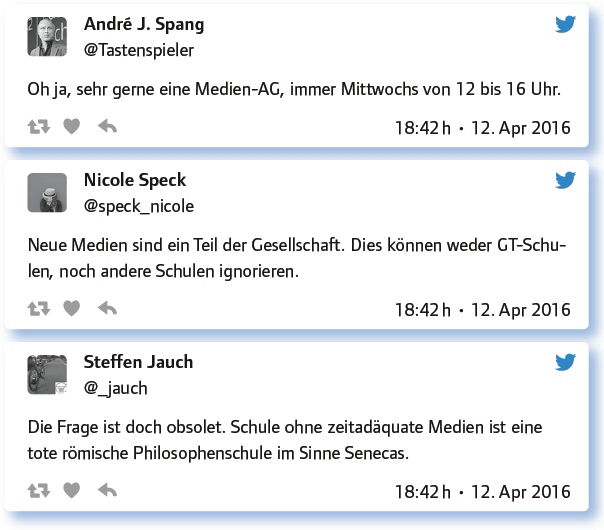 André J. Spang
@Tastenspieler
Oh ja, sehr gerne eine Medien-AG, immer Mittwochs von 12 bis 16 Uhr.
18:42 h • 12. Apr 2016
Nicole Speck
@speck_nicole
Neue Medien sind ein Teil der Gesellschaft. Dies können weder GT-Schu-
len, noch andere Schulen ignorieren.
18:42 h • 12. Apr 2016
Steffen Jauch
@_jauch
Die Frage ist doch obsolet. Schule ohne zeitadäquate Medien ist eine
tote römische Philosophenschule im Sinne Senecas.
18:42 h • 12. Apr 2016